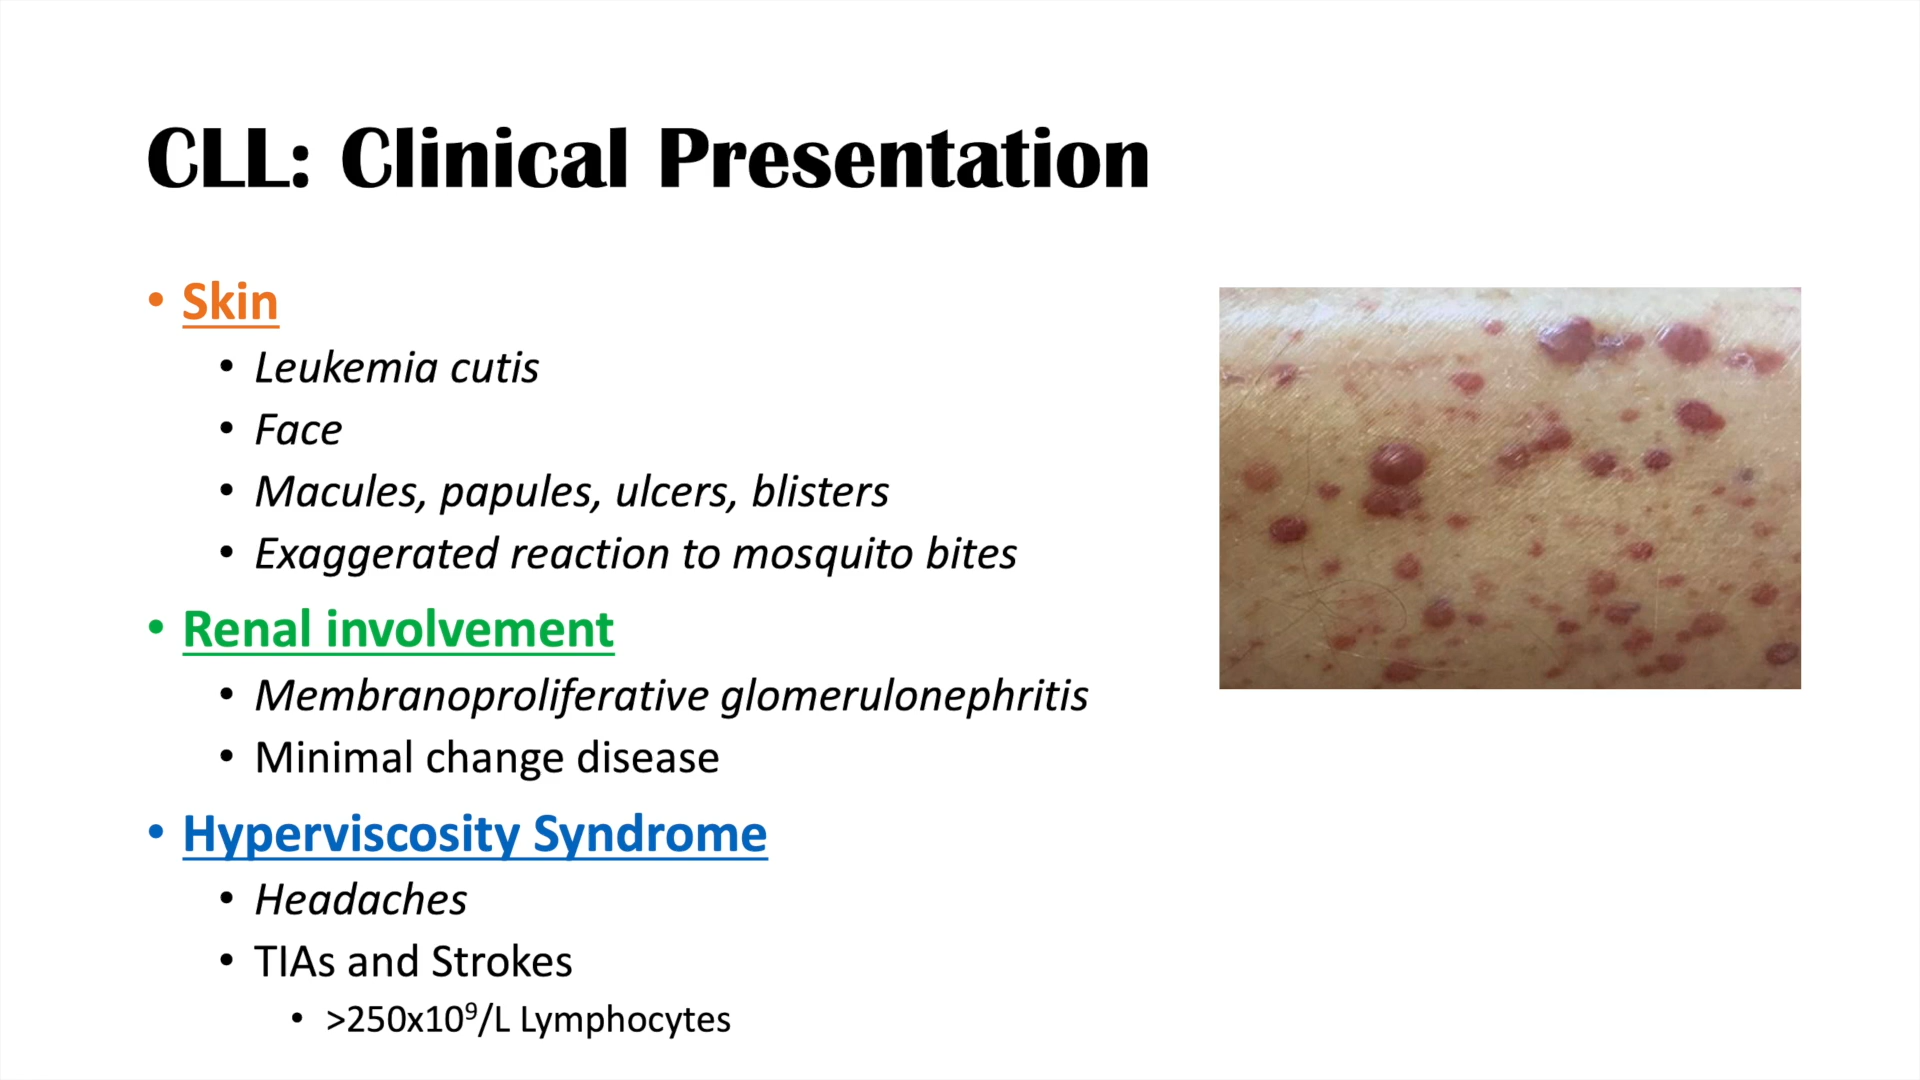 CLL: Clinical Presentation
• Skin
• Leukemia cutis
• Face
• Macules, papules, ulcers, blisters
• Exaggerated reaction to mosquito bites
• Renal involvement
• Membranoproliferative glomerulonephritis
• Minimal change disease
• Hyperviscosity Syndrome
• Headaches
• TIAs and Strokes
• >250x10⁹/L Lymphocytes